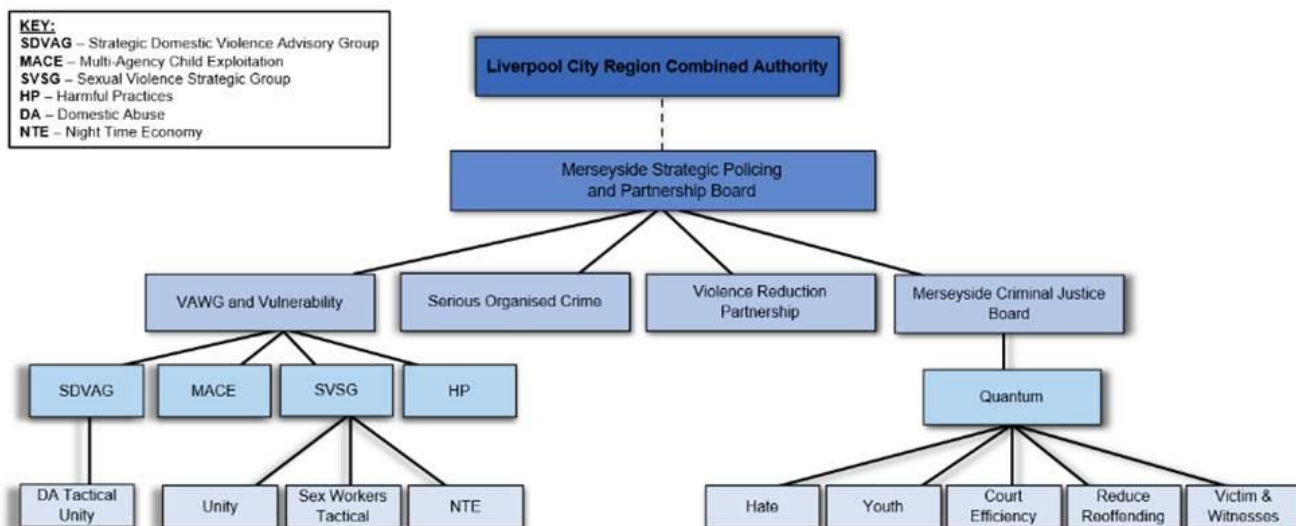 KEY:
SDVAG – Strategic Domestic Violence Advisory Group
MACE – Multi-Agency Child Exploitation
SVSG – Sexual Violence Strategic Group
HP – Harmful Practices
DA – Domestic Abuse
NTE – Night Time Economy
Liverpool City Region Combined Authority
Merseyside Strategic Policing
and Partnership Board
VAWG and Vulnerability
Serious Organised Crime
Violence Reduction
Partnership
Merseyside Criminal Justice
Board
SDVAG
MACE
SVSG
HP
Quantum
DA Tactical
Unity
Unity
Sex Workers
Tactical
NTE
Hate
Youth
Court
Efficiency
Reduce
Reoffending
Victim &
Witnesses